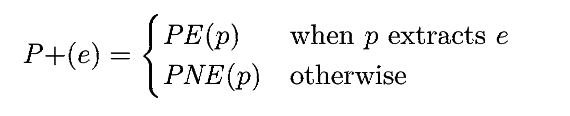 P+(e) = { PE(p) when p extracts e
PNE(p) otherwise